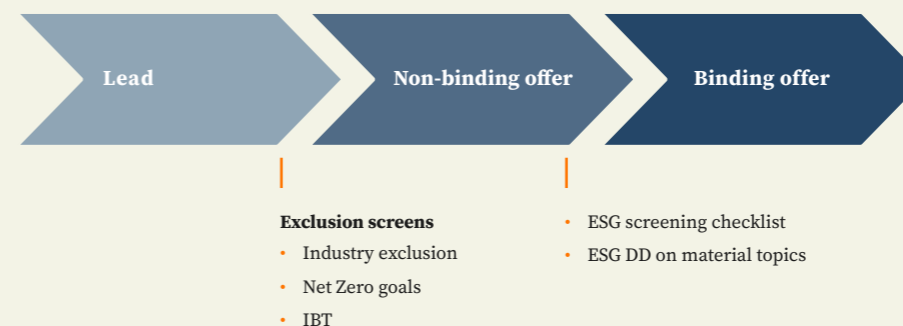 Lead
Non-binding offer
Binding offer
Exclusion screens
• Industry exclusion
• Net Zero goals
• IBT
• ESG screening checklist
• ESG DD on material topics